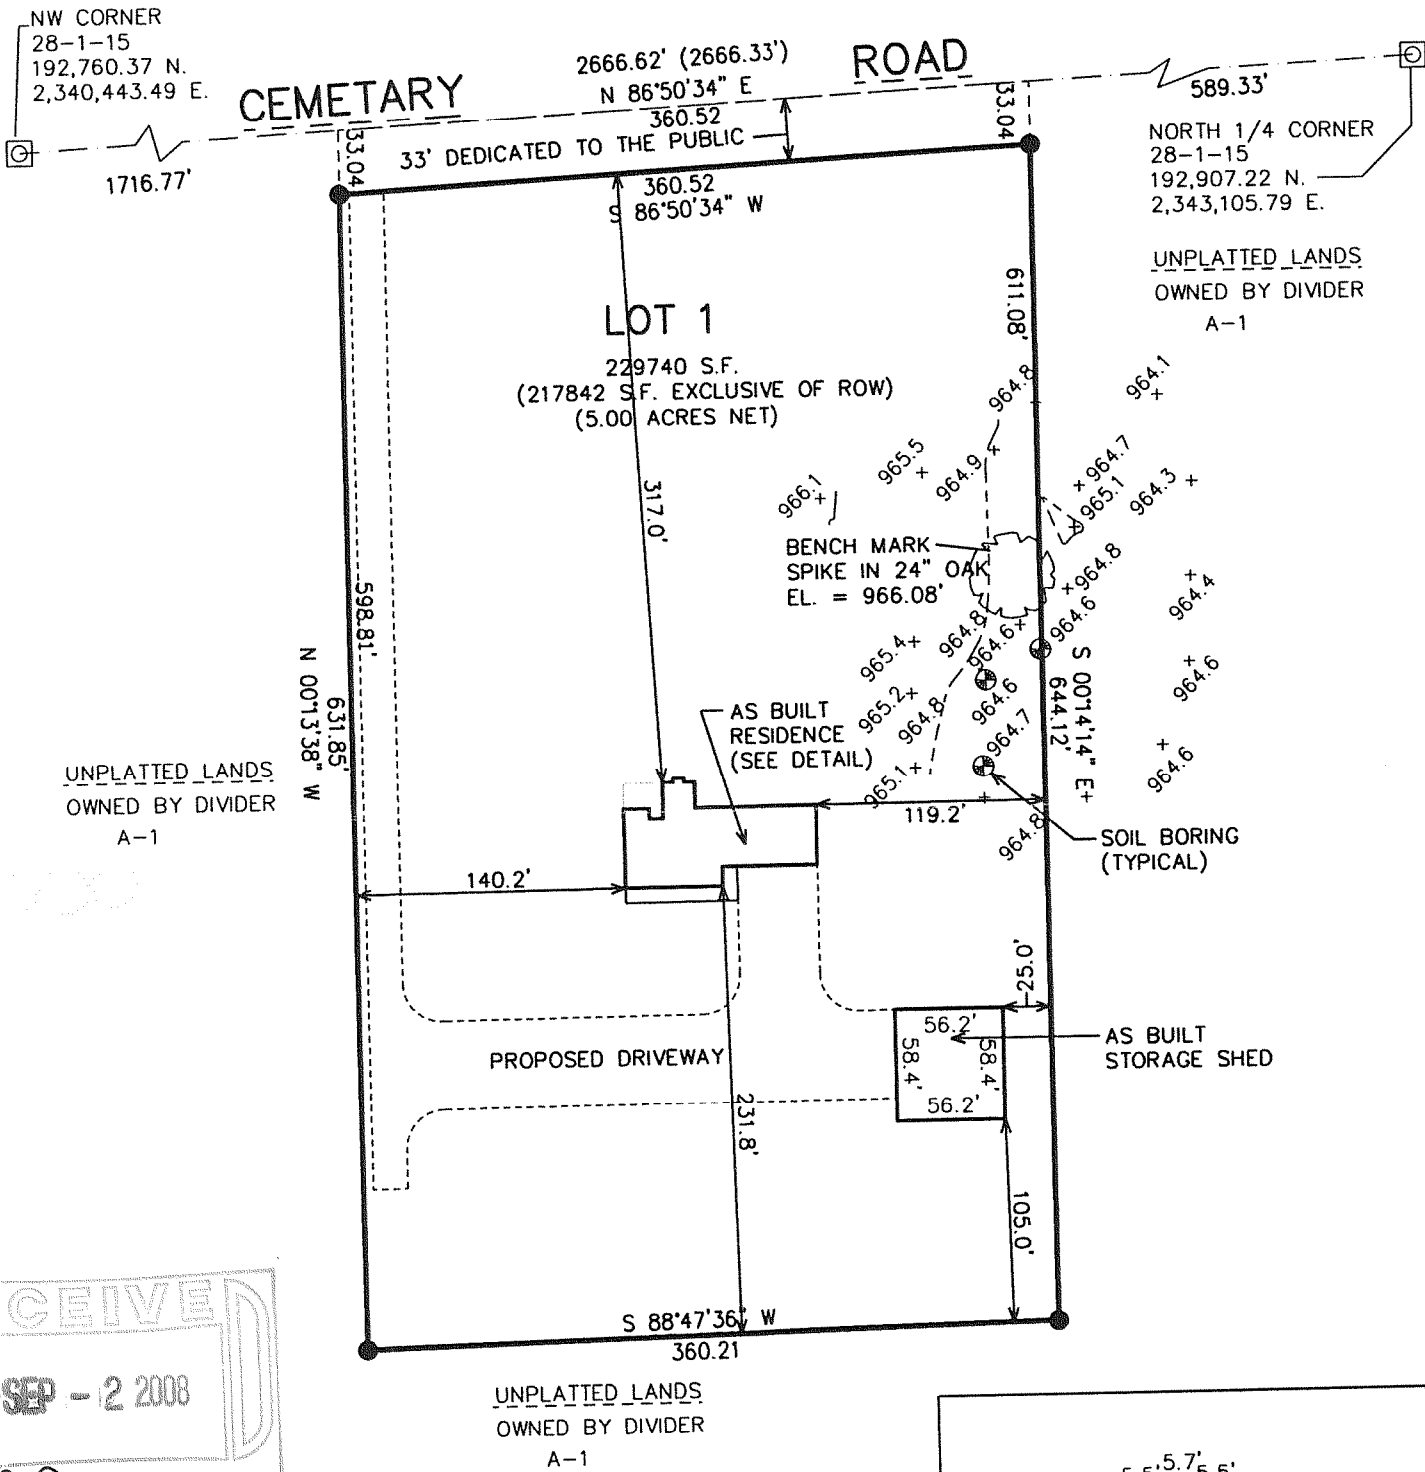 NW CORNER
28-1-15
192,760.37 N.
2,340,443.49 E.
CEMETARY ROAD
2666.62' (2666.33')
N 86°50'34" E
360.52
33' DEDICATED TO THE PUBLIC
33.04
33.04
1716.77'
589.33'
NORTH 1/4 CORNER
28-1-15
192,907.22 N.
2,343,105.79 E.
360.52
S 86°50'34" W
UNPLATTED LANDS
OWNED BY DIVIDER
A-1
LOT 1
229740 S.F.
(217842 S.F. EXCLUSIVE OF ROW)
(5.00 ACRES NET)
611.08'
317.0'
964.8
964.1
965.5
964.9
964.7
966.1
965.1
964.3
BENCH MARK
SPIKE IN 24" OAK
EL. = 966.08'
964.8
964.4
964.6
964.8
964.6
965.4
964.6
965.2
964.8
964.6
964.7
965.1
964.6
964.8
598.81'
N 00°13'38" W
631.85'
S 00°14'14" E
644.12'
AS BUILT
RESIDENCE
(SEE DETAIL)
UNPLATTED LANDS
OWNED BY DIVIDER
A-1
119.2'
SOIL BORING
(TYPICAL)
140.2'
25.0'
56.2'
58.4'
58.4'
56.2'
AS BUILT
STORAGE SHED
PROPOSED DRIVEWAY
231.8'
105.0'
S 88°47'36" W
360.21
UNPLATTED LANDS
OWNED BY DIVIDER
A-1
CEIVE D
SEP - 2 2008
5.7'
5.5'